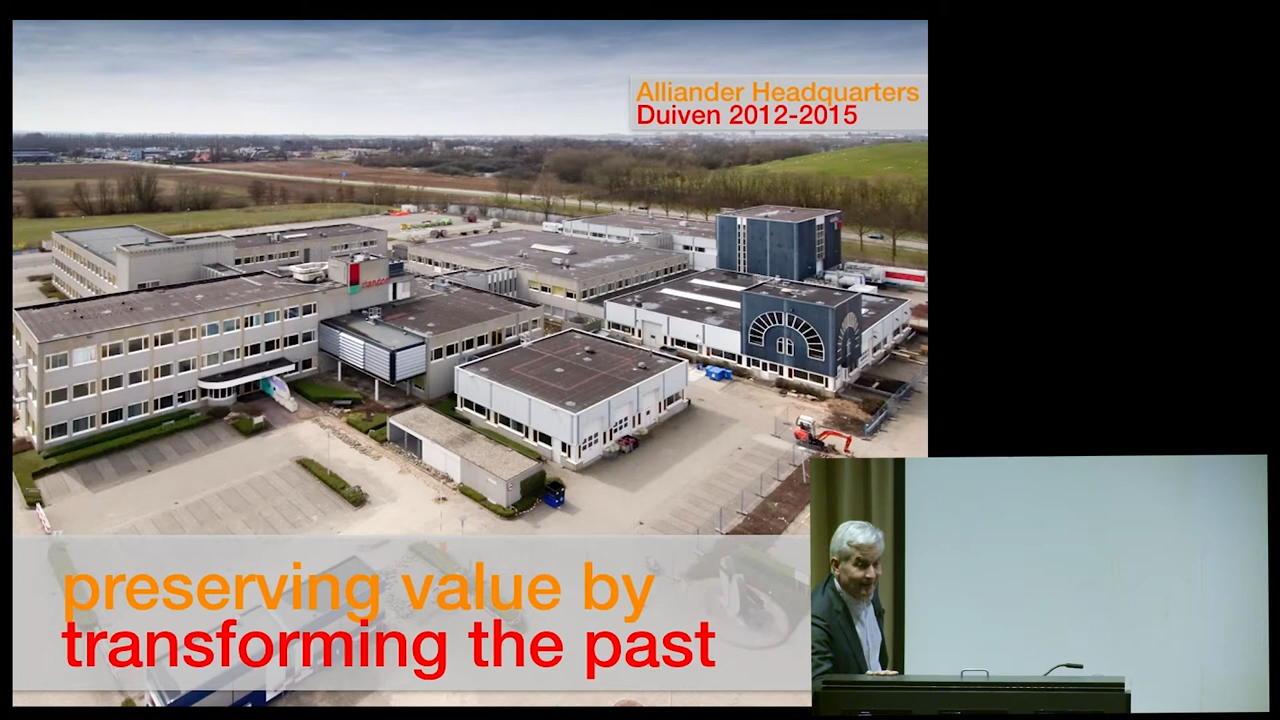 Alliander Headquarters
Duiven 2012-2015
preserving value by
transforming the past